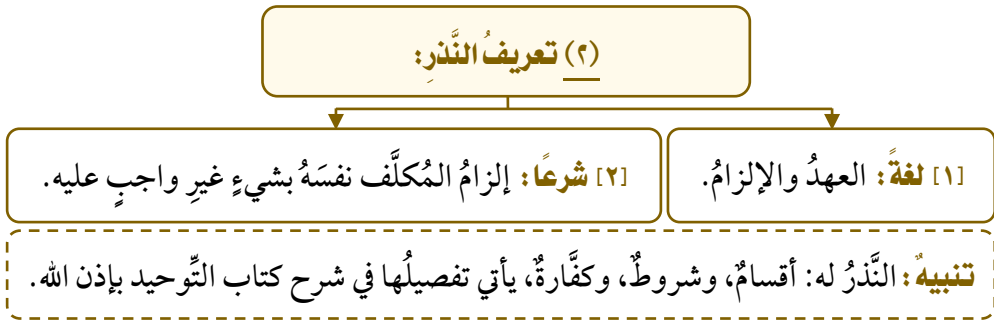 (٢) تعريفُ النَّذرِ:
[١] لغةً: العهدُ والإلزامُ.
[٢] شرعًا: إلزامُ المُكلَّف نفسَهُ بشيءٍ غيرِ واجبٍ عليه.
تنبيهٌ: النَّذرُ له: أقسامٌ، وشروطٌ، وكفَّارةٌ، يأتي تفصيلُها في شرح كتاب التَّوحيد بإذن الله.